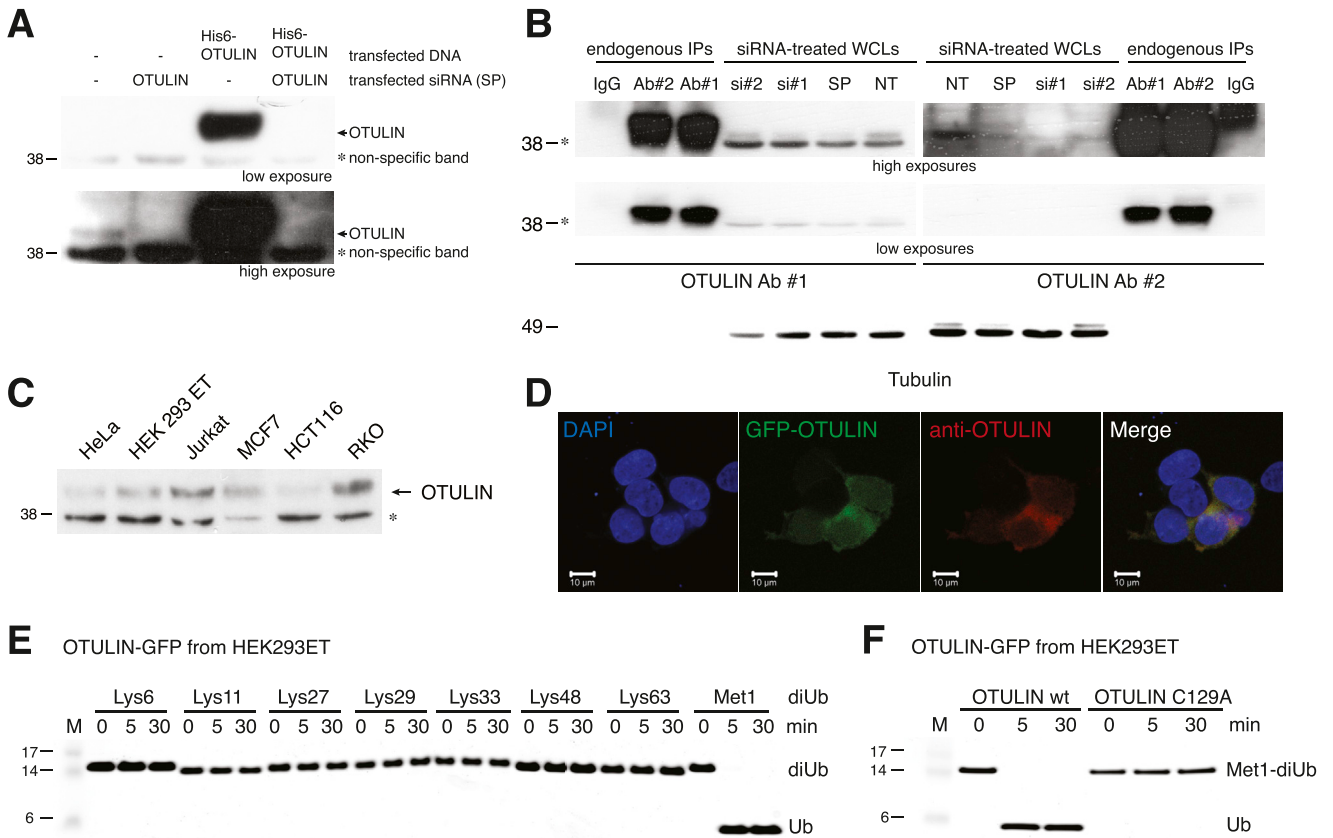 A
- - His6-OTULIN His6-OTULIN transfected DNA
- OTULIN - OTULIN transfected siRNA (SP)
OTULIN
38 * non-specific band
low exposure
OTULIN
38 * non-specific band
high exposure
B
endogenous IPs siRNA-treated WCLs siRNA-treated WCLs endogenous IPs
IgG Ab#2 Ab#1 si#2 si#1 SP NT NT SP si#1 si#2 Ab#1 Ab#2 IgG
38 *
high exposures
38 *
low exposures
OTULIN Ab #1 OTULIN Ab #2
49
Tubulin
C
HeLa HEK 293 ET Jurkat MCF7 HCT116 RKO
OTULIN
38 *
D
DAPI GFP-OTULIN anti-OTULIN Merge
10 µm 10 µm 10 µm 10 µm
E OTULIN-GFP from HEK293ET
Lys6 Lys11 Lys27 Lys29 Lys33 Lys48 Lys63 Met1 diUb
M 0 5 30 0 5 30 0 5 30 0 5 30 0 5 30 0 5 30 0 5 30 0 5 30 min
17
14 diUb
6 Ub
F OTULIN-GFP from HEK293ET
OTULIN wt OTULIN C129A
M 0 5 30 0 5 30 min
17
14 Met1-diUb
6 Ub